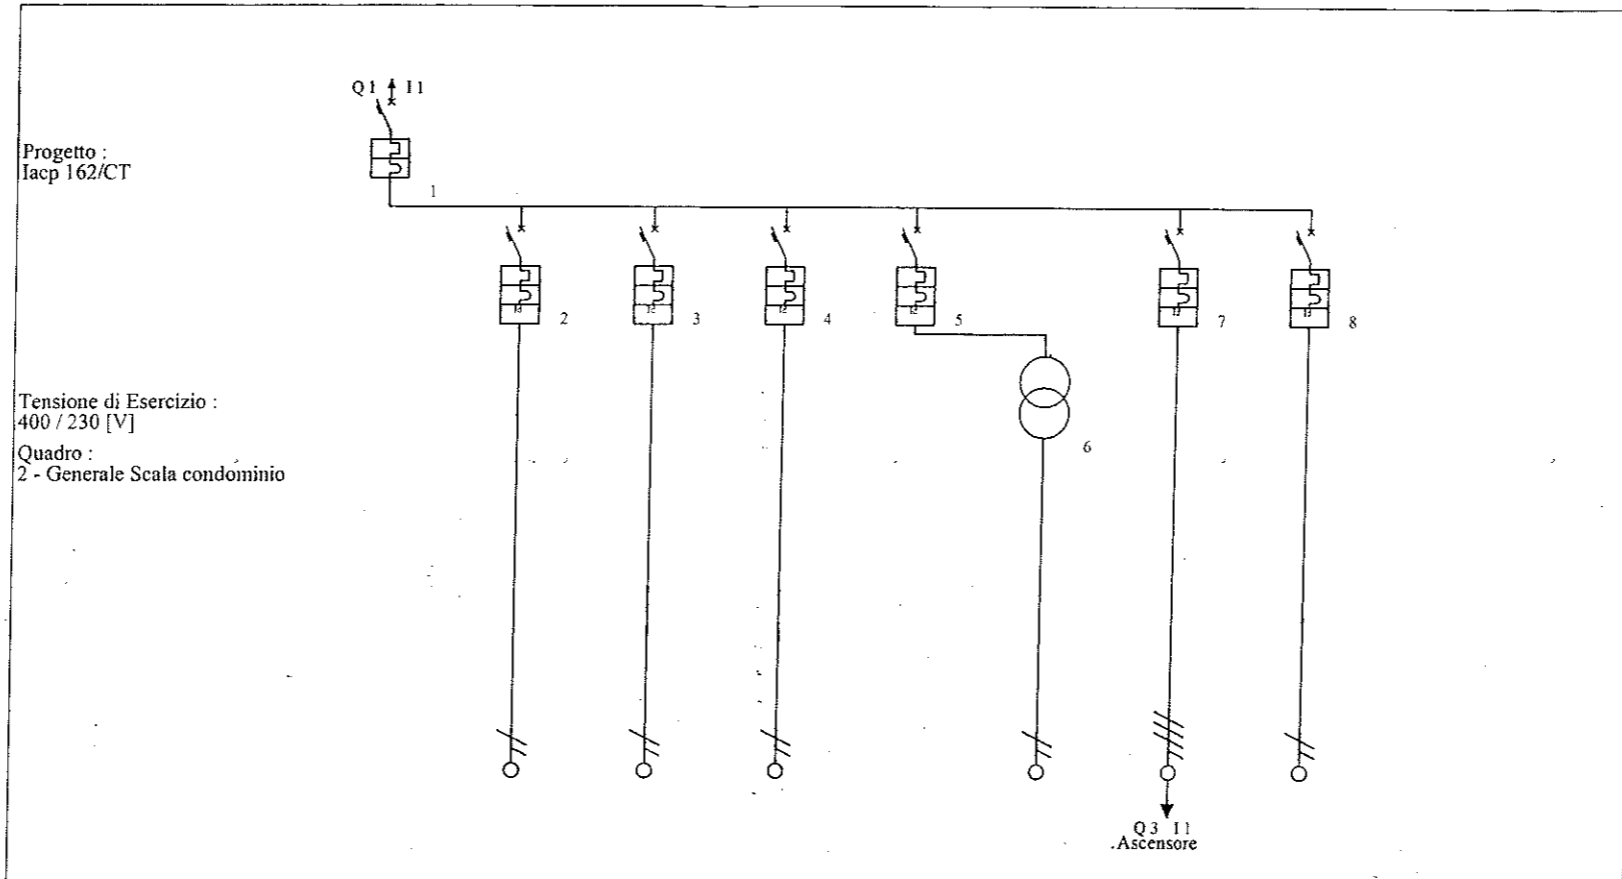 Q1 I1
Progetto :
Iacp 162/CT
1
2
3
4
5
7
8
Tensione di Esercizio :
400 / 230 [V]
6
Quadro :
2 - Generale Scala condominio
Q3 I1
Ascensore